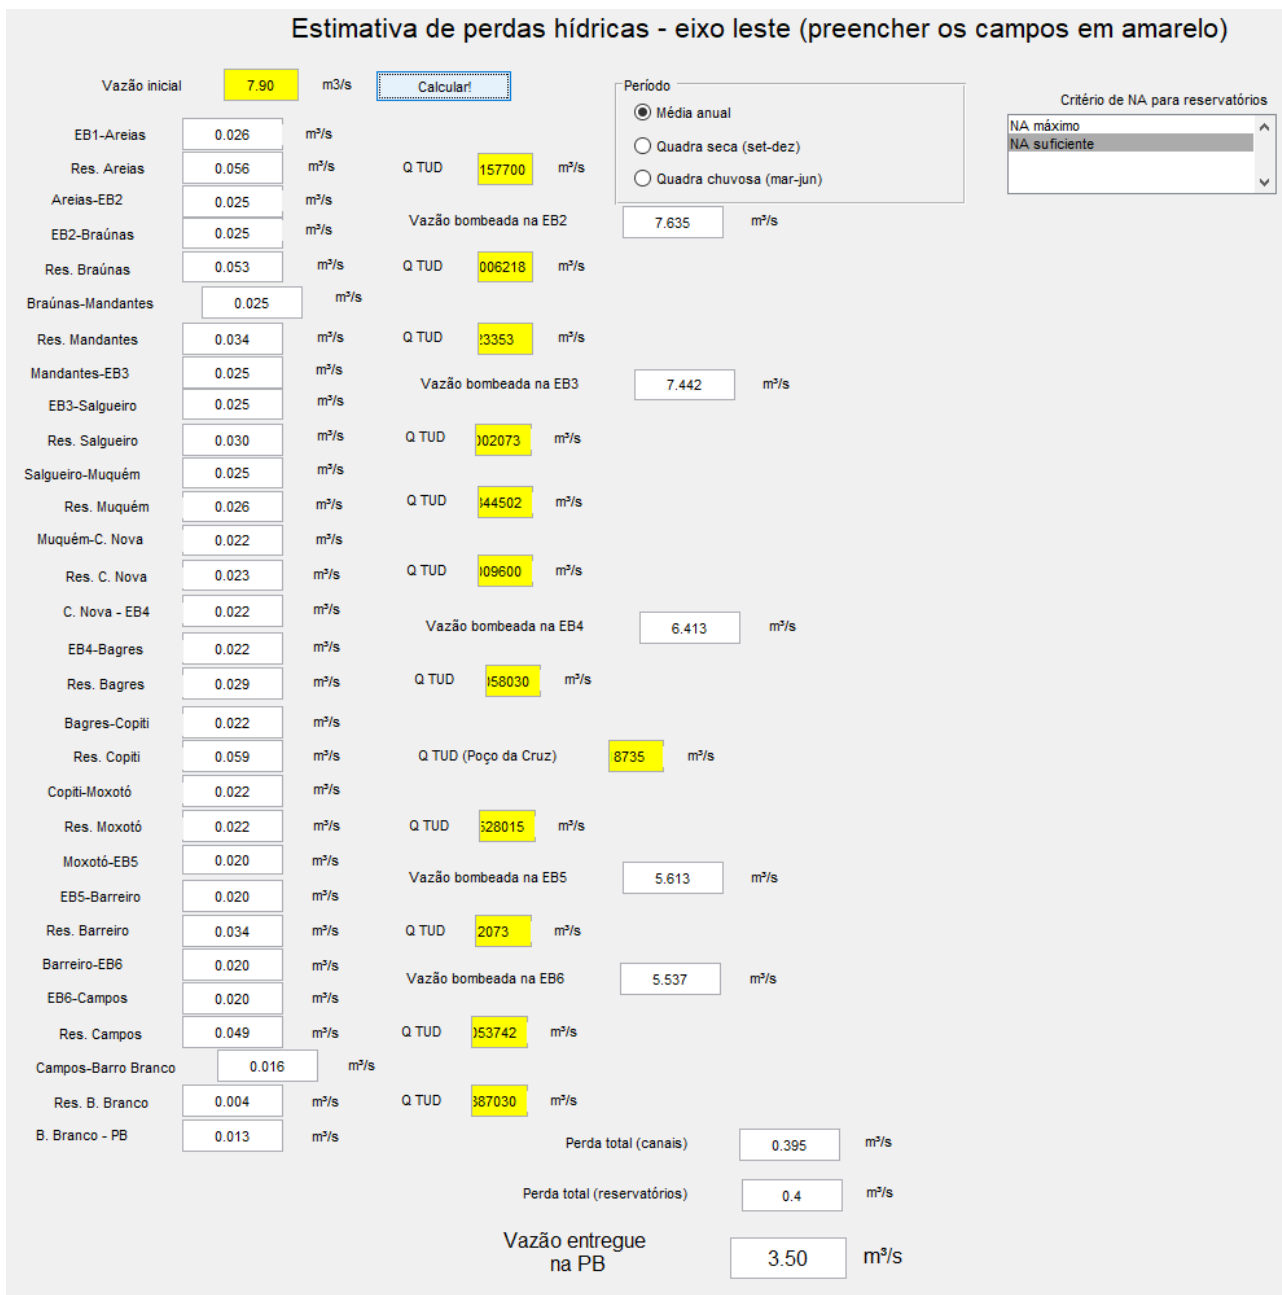 Estimativa de perdas hídricas - eixo leste (preencher os campos em amarelo)
Vazão inicial 7.90 m3/s Calcular!
Período
Média anual
Quadra seca (set-dez)
Quadra chuvosa (mar-jun)
Critério de NA para reservatórios
NA máximo
NA suficiente
EB1-Areias 0.026 m³/s
Res. Areias 0.056 m³/s Q TUD 157700 m³/s
Areias-EB2 0.025 m³/s
Vazão bombeada na EB2 7.635 m³/s
EB2-Braúnas 0.025 m³/s
Res. Braúnas 0.053 m³/s Q TUD 006218 m³/s
Braúnas-Mandantes 0.025 m³/s
Res. Mandantes 0.034 m³/s Q TUD 23353 m³/s
Mandantes-EB3 0.025 m³/s
Vazão bombeada na EB3 7.442 m³/s
EB3-Salgueiro 0.025 m³/s
Res. Salgueiro 0.030 m³/s Q TUD 002073 m³/s
Salgueiro-Muquém 0.025 m³/s
Res. Muquém 0.026 m³/s Q TUD 44502 m³/s
Muquém-C. Nova 0.022 m³/s
Res. C. Nova 0.023 m³/s Q TUD 09600 m³/s
C. Nova - EB4 0.022 m³/s
Vazão bombeada na EB4 6.413 m³/s
EB4-Bagres 0.022 m³/s
Res. Bagres 0.029 m³/s Q TUD 58030 m³/s
Bagres-Copiti 0.022 m³/s
Res. Copiti 0.059 m³/s Q TUD (Poço da Cruz) 8735 m³/s
Copiti-Moxotó 0.022 m³/s
Res. Moxotó 0.022 m³/s Q TUD 528015 m³/s
Moxotó-EB5 0.020 m³/s
Vazão bombeada na EB5 5.613 m³/s
EB5-Barreiro 0.020 m³/s
Res. Barreiro 0.034 m³/s Q TUD 2073 m³/s
Barreiro-EB6 0.020 m³/s
Vazão bombeada na EB6 5.537 m³/s
EB6-Campos 0.020 m³/s
Res. Campos 0.049 m³/s Q TUD 053742 m³/s
Campos-Barro Branco 0.016 m³/s
Res. B. Branco 0.004 m³/s Q TUD 87030 m³/s
B. Branco - PB 0.013 m³/s
Perda total (canais) 0.395 m³/s
Perda total (reservatórios) 0.4 m³/s
Vazão entregue
na PB 3.50 m³/s